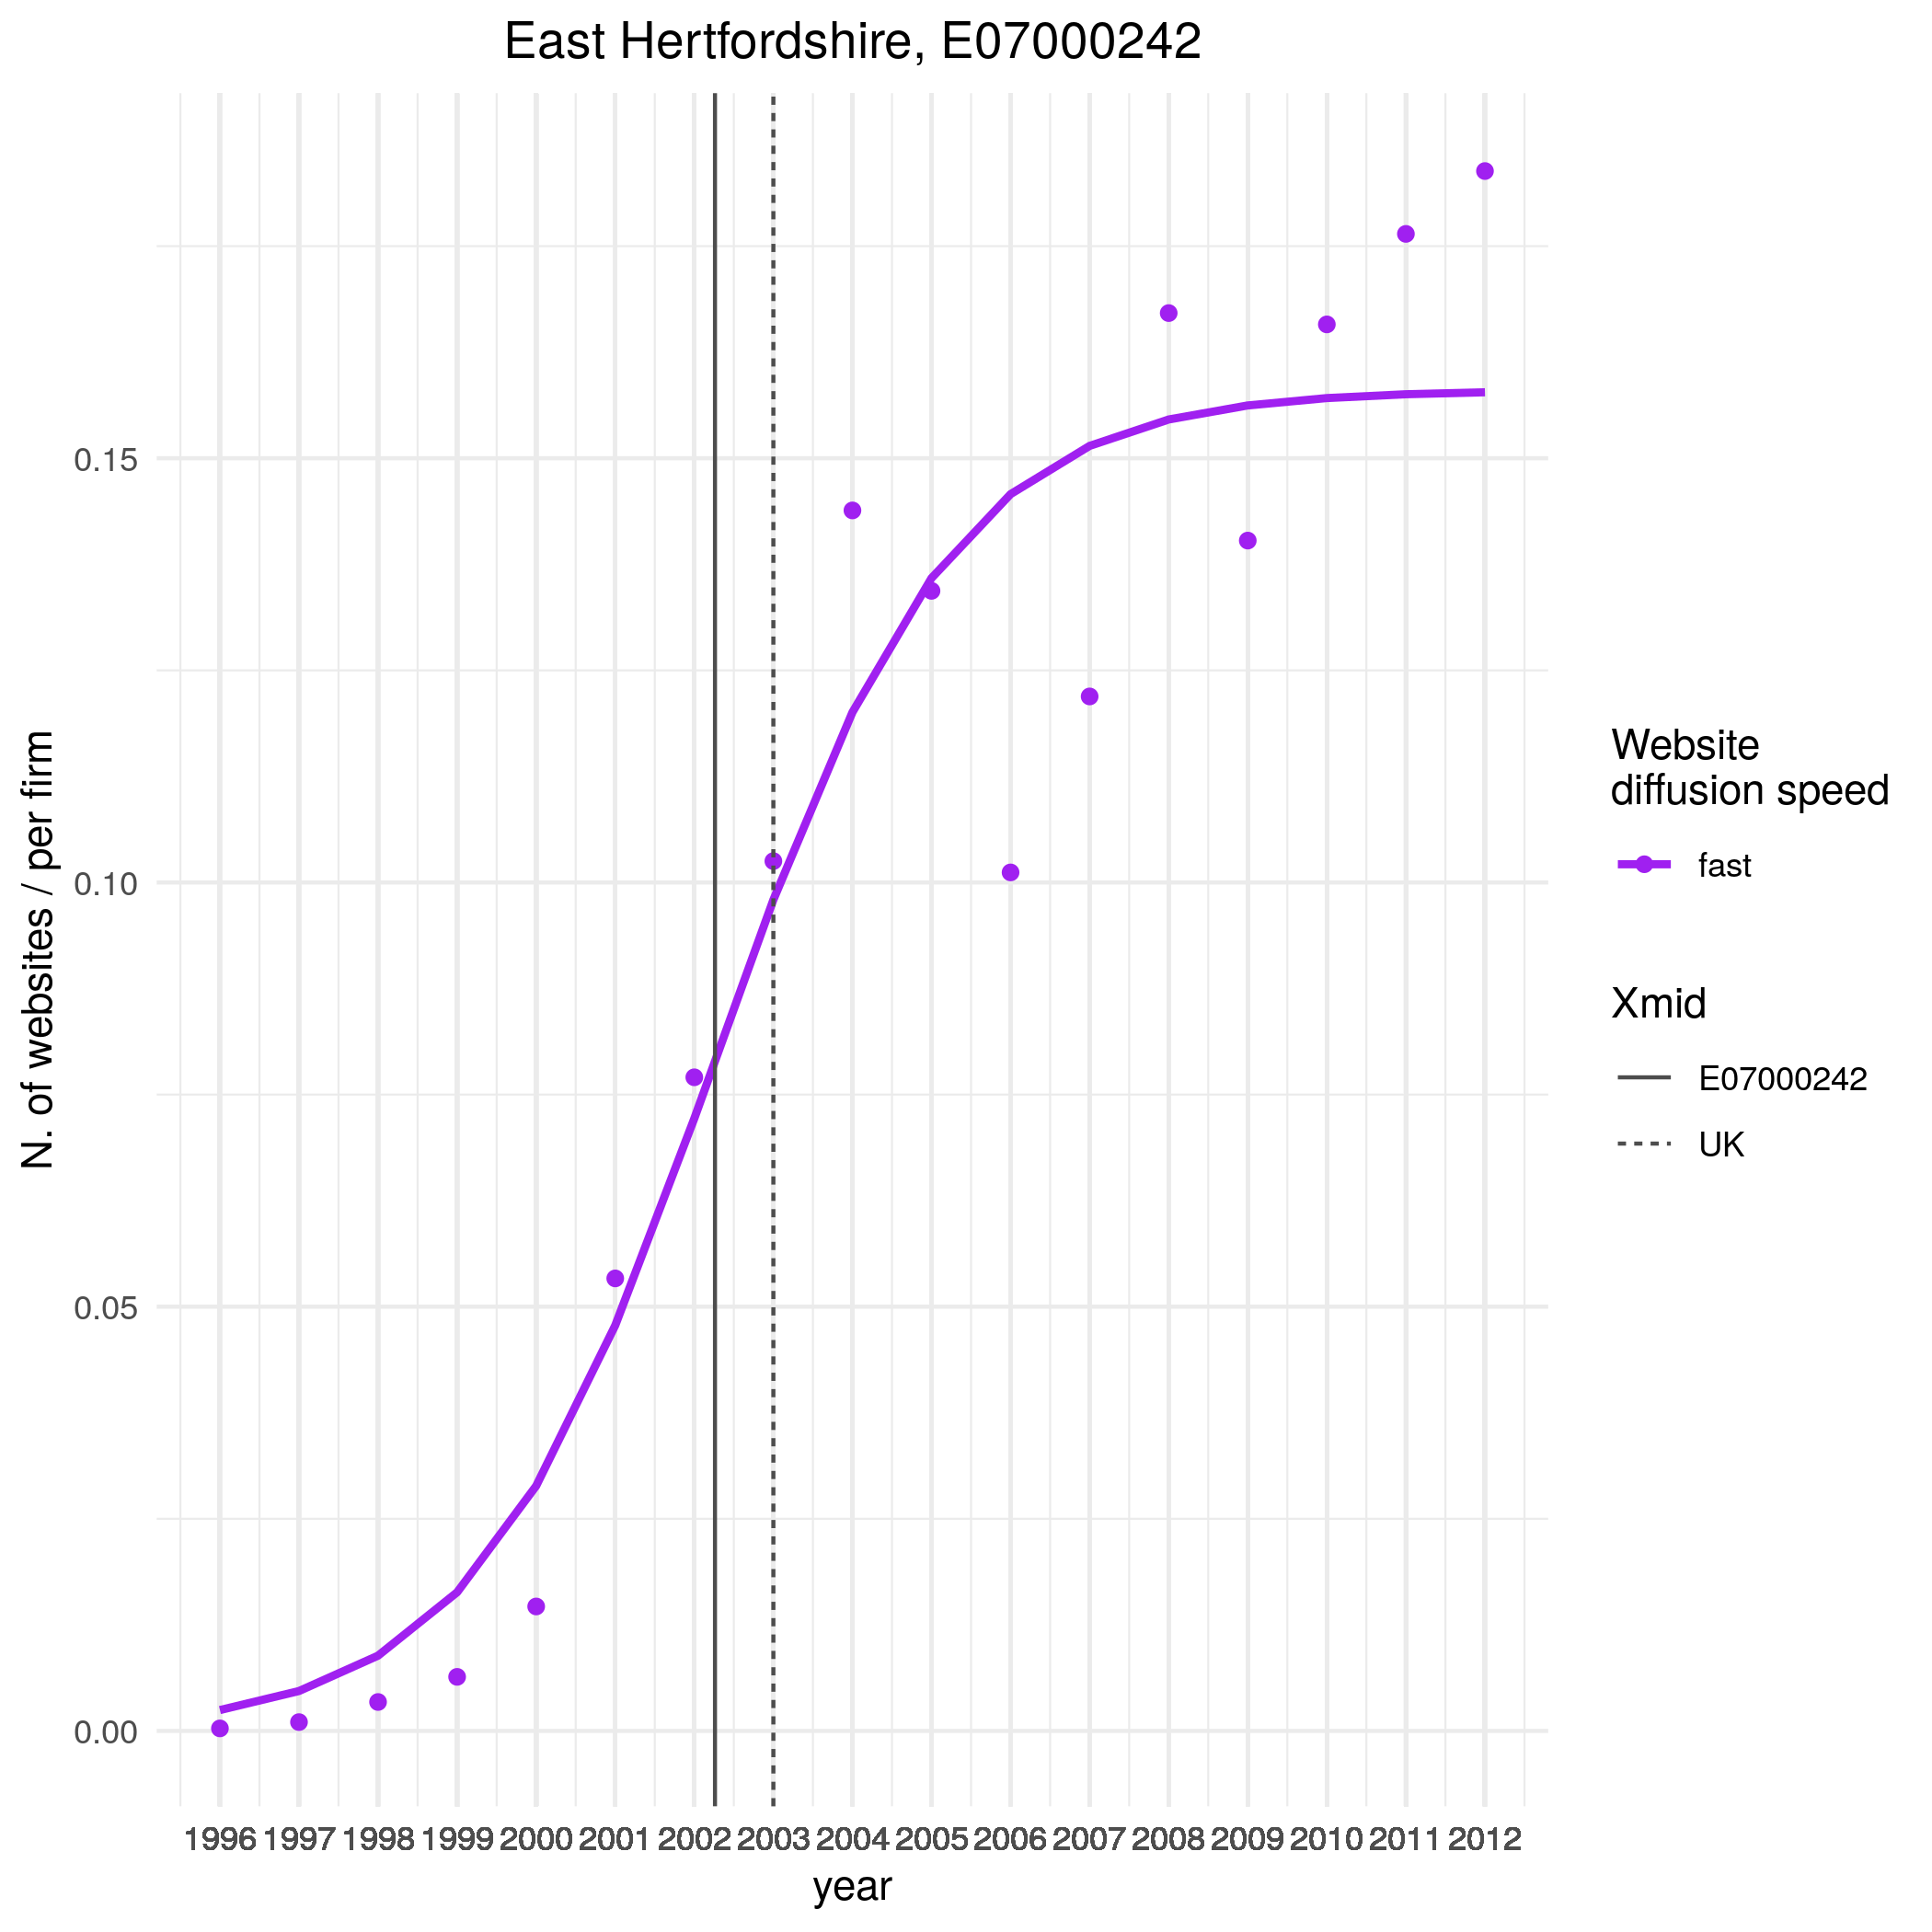 East Hertfordshire, E07000242
N. of websites / per firm
0.15
0.10
0.05
0.00
1996 1997 1998 1999 2000 2001 2002 2003 2004 2005 2006 2007 2008 2009 2010 2011 2012
year
Website
diffusion speed
fast
Xmid
E07000242
UK